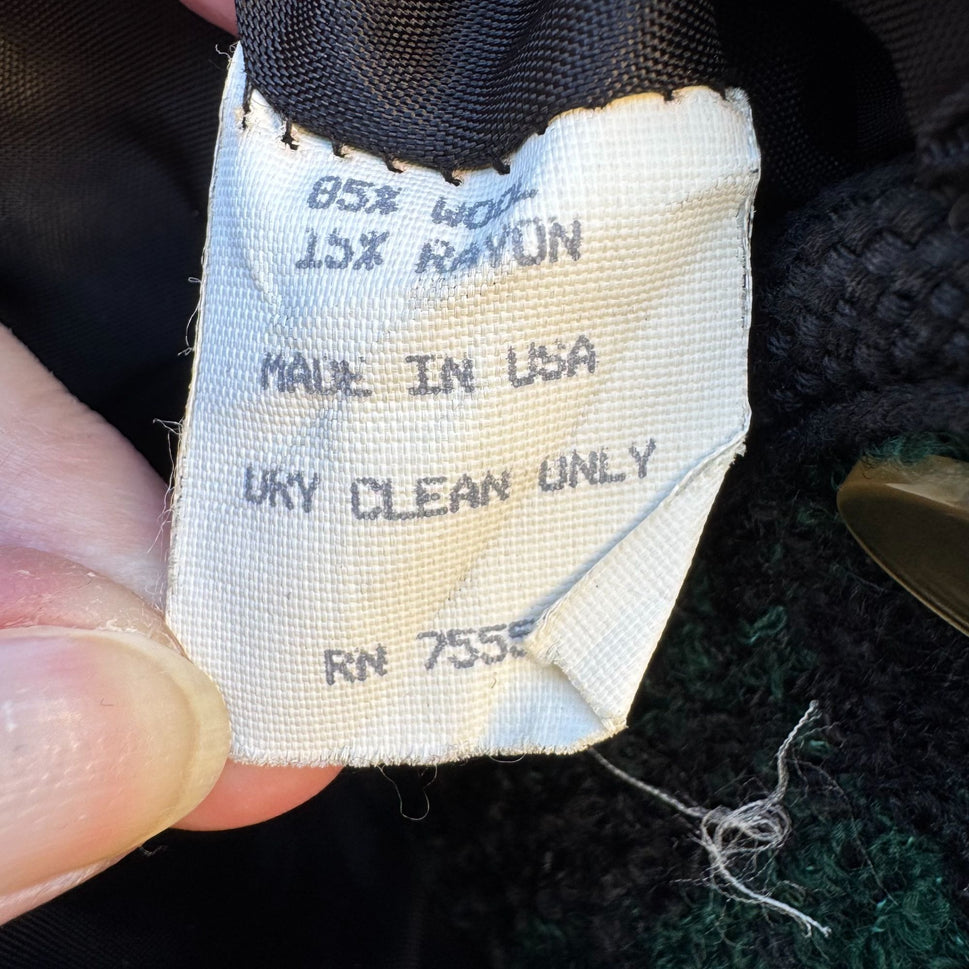 85% WOOL
15% RAYON
MADE IN USA
DRY CLEAN ONLY
RN 7555